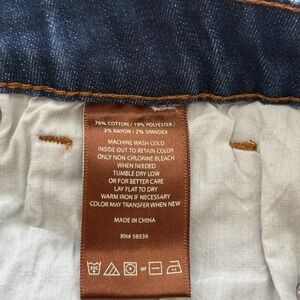 76% COTTON / 19% POLYESTER /
3% RAYON / 2% SPANDEX
MACHINE WASH COLD
INSIDE OUT TO RETAIN COLOR
ONLY NON-CHLORINE BLEACH
WHEN NEEDED
TUMBLE DRY LOW
OR FOR BETTER CARE
LAY FLAT TO DRY
WARM IRON IF NECESSARY
COLOR MAY TRANSFER WHEN NEW
MADE IN CHINA
RN# 58539
or